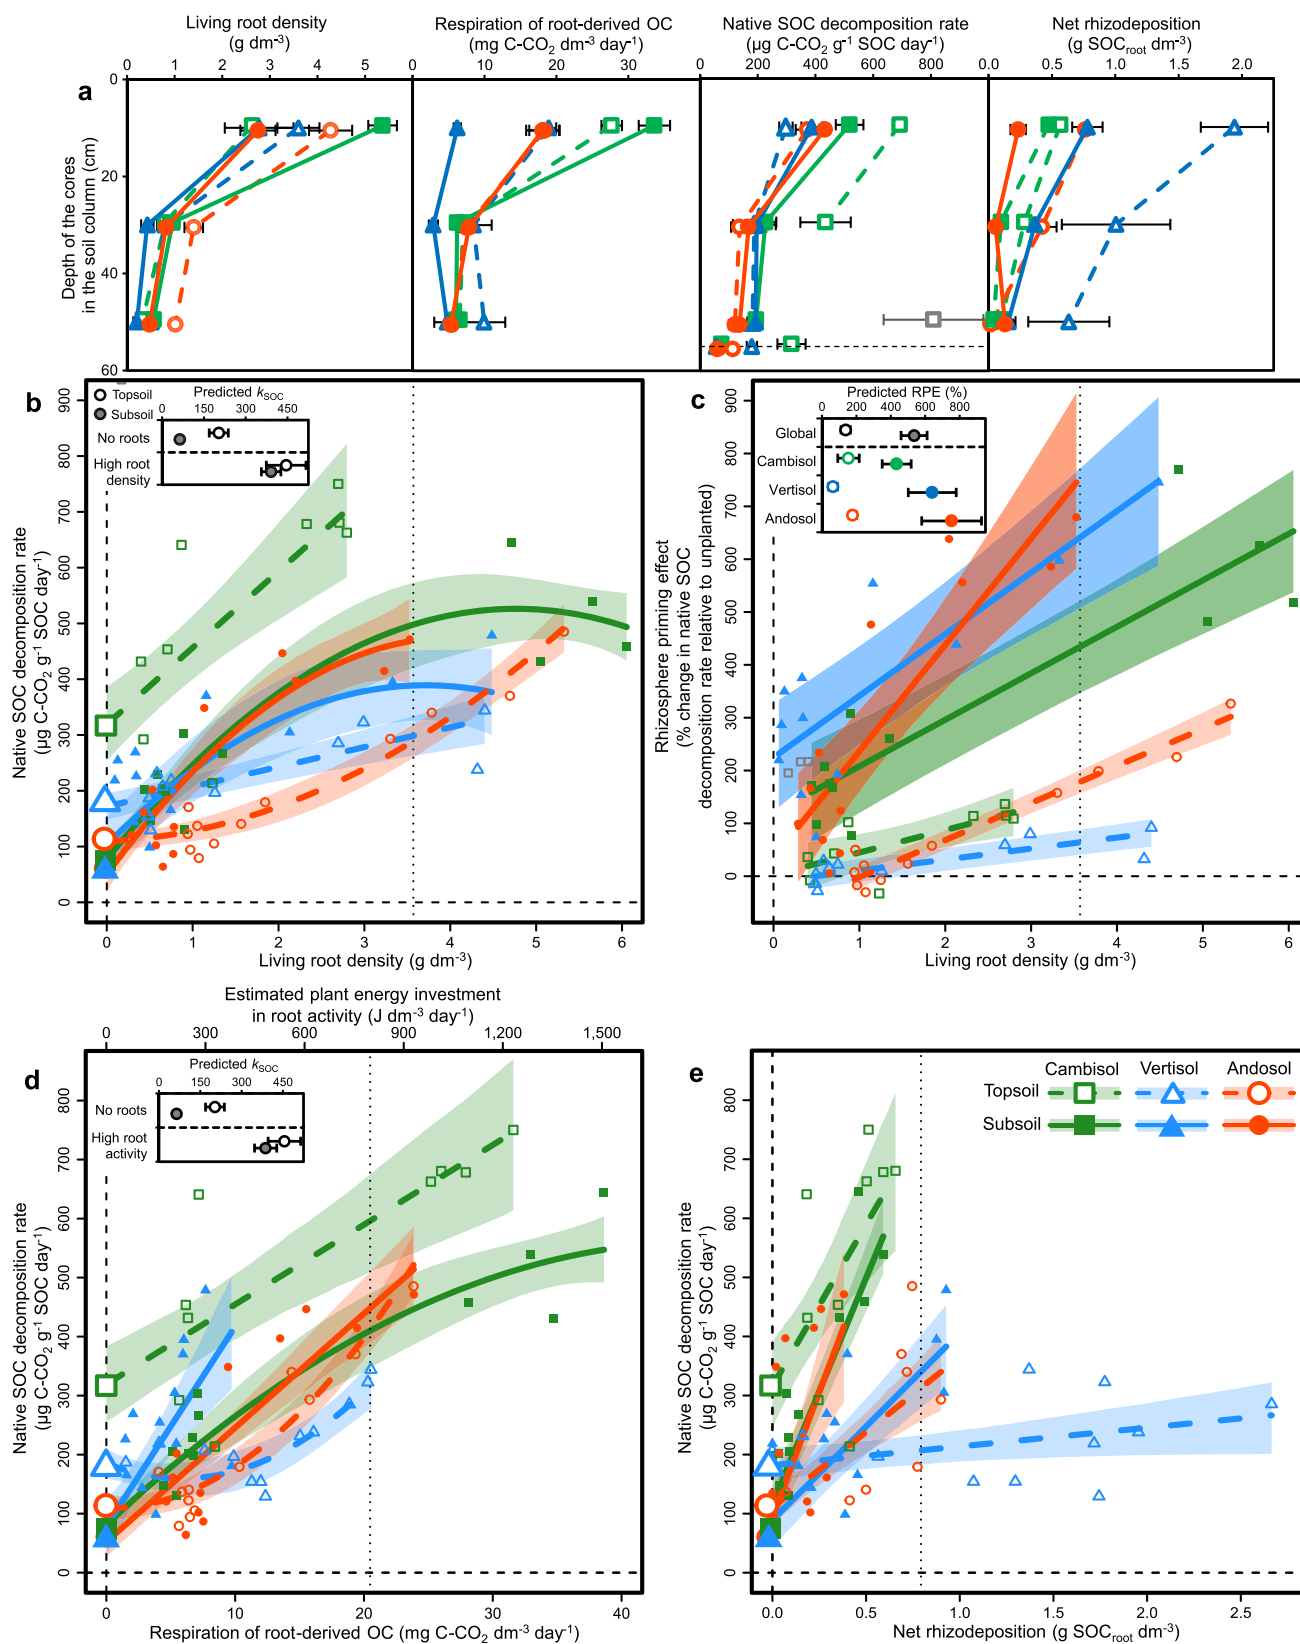 Living root density
(g dm⁻³)
0 1 2 3 4 5
Respiration of root-derived OC
(mg C-CO₂ dm⁻³ day⁻¹)
0 10 20 30
Native SOC decomposition rate
(µg C-CO₂ g⁻¹ SOC day⁻¹)
0 200 400 600 800
Net rhizodeposition
(g SOCroot dm⁻³)
0.0 0.5 1.0 1.5 2.0
a
Depth of the cores
in the soil column (cm)
0
20
40
60
b
Topsoil
Subsoil
Predicted kSOC
0 150 300 450
No roots
High root
density
Native SOC decomposition rate
(µg C-CO₂ g⁻¹ SOC day⁻¹)
900
800
700
600
500
400
300
200
100
0
0 1 2 3 4 5 6
Living root density (g dm⁻³)
c
Predicted RPE (%)
0 200 400 600 800
Global
Cambisol
Vertisol
Andosol
Rhizosphere priming effect
(% change in native SOC
decomposition rate relative to unplanted)
900
800
700
600
500
400
300
200
100
0
0 1 2 3 4 5 6
Living root density (g dm⁻³)
Estimated plant energy investment
in root activity (J dm⁻³ day⁻¹)
0 300 600 900 1,200 1,500
d
Predicted kSOC
0 150 300 450
No roots
High root
activity
Native SOC decomposition rate
(µg C-CO₂ g⁻¹ SOC day⁻¹)
800
700
600
500
400
300
200
100
0
0 10 20 30 40
Respiration of root-derived OC (mg C-CO₂ dm⁻³ day⁻¹)
e
Cambisol Vertisol Andosol
Topsoil
Subsoil
Native SOC decomposition rate
(µg C-CO₂ g⁻¹ SOC day⁻¹)
800
700
600
500
400
300
200
100
0
0.0 0.5 1.0 1.5 2.0 2.5
Net rhizodeposition (g SOCroot dm⁻³)